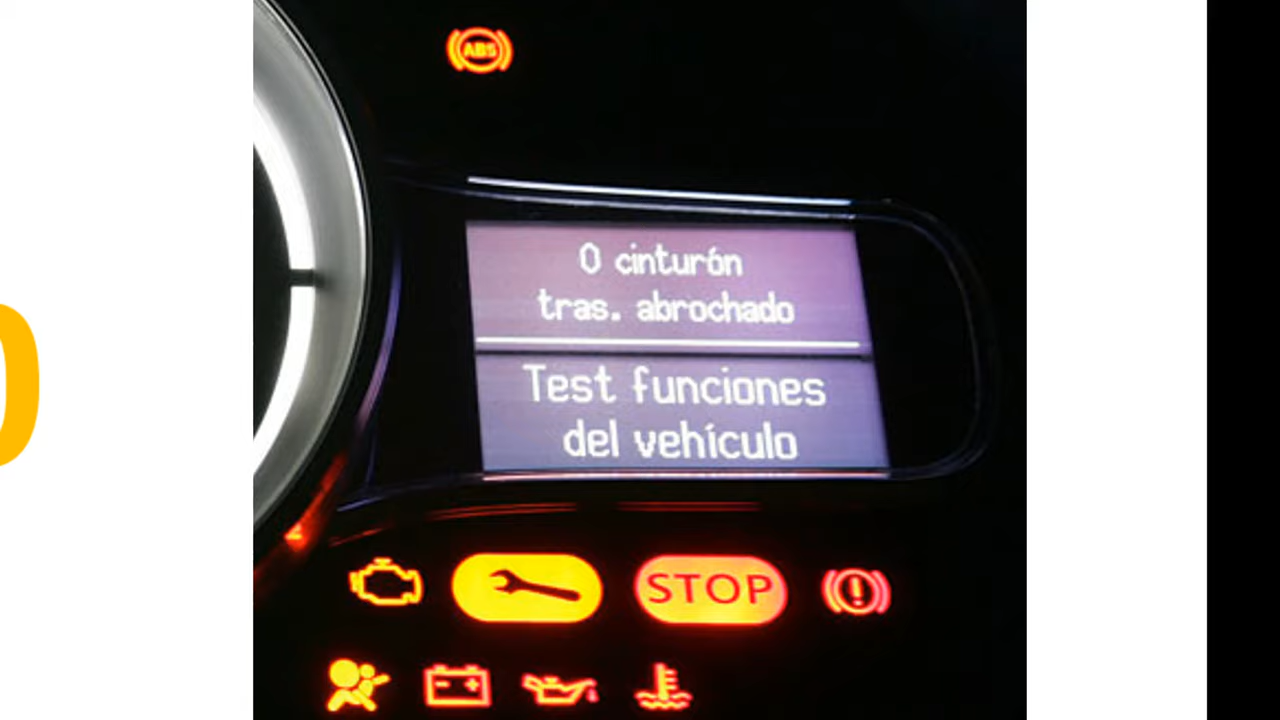 ABS
0 cinturón
tras. abrochado
Test funciones
del vehículo
STOP